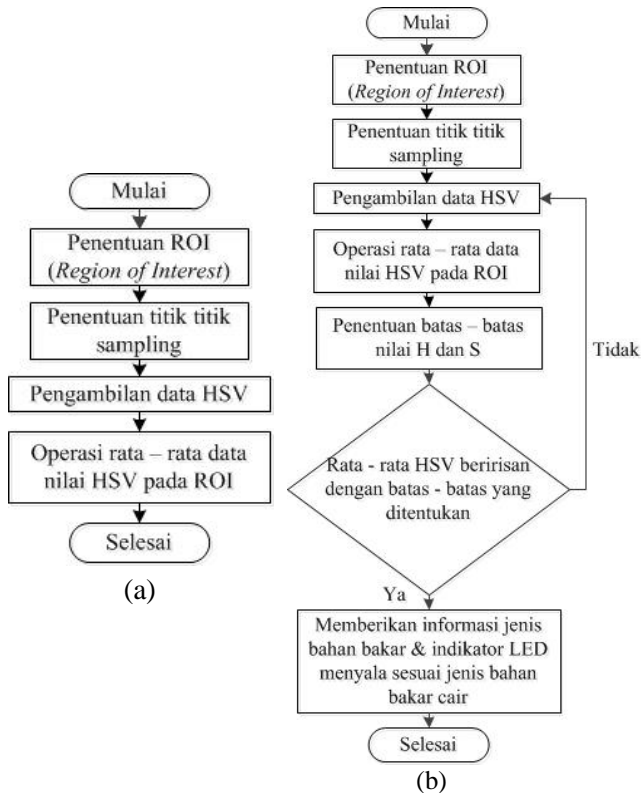 Mulai
Penentuan ROI
(Region of Interest)
Penentuan titik titik
sampling
Pengambilan data HSV
Operasi rata – rata data
nilai HSV pada ROI
Selesai
(a)
Mulai
Penentuan ROI
(Region of Interest)
Penentuan titik titik
sampling
Pengambilan data HSV
Operasi rata – rata data
nilai HSV pada ROI
Penentuan batas – batas
nilai H dan S
Tidak
Rata - rata HSV beririsan
dengan batas - batas yang
ditentukan
Ya
Memberikan informasi jenis
bahan bakar & indikator LED
menyala sesuai jenis bahan
bakar cair
Selesai
(b)